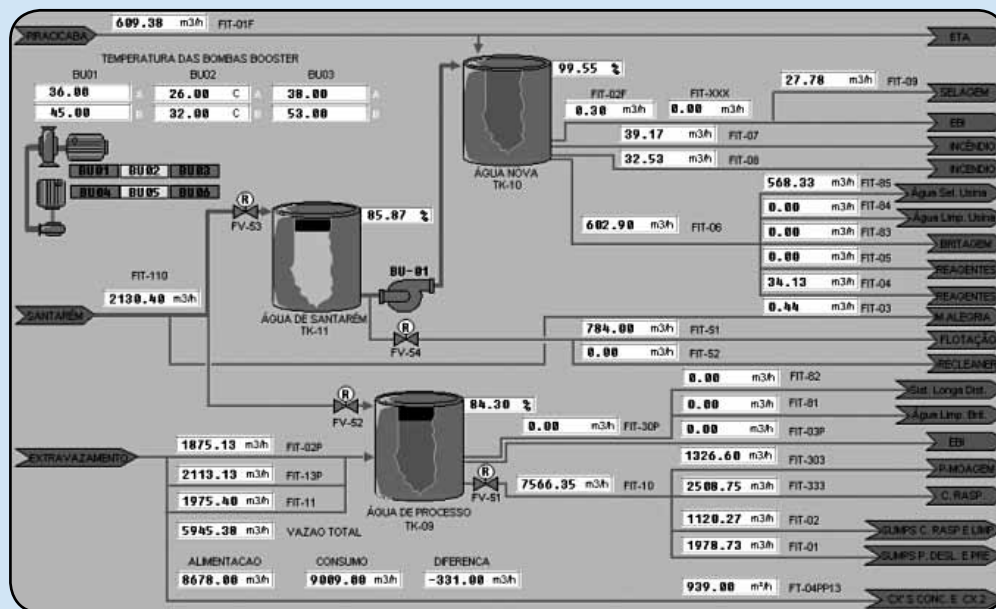 609.38 m3/h FIT-01F
PIRACICABA
ETA
TEMPERATURA DAS BOMBAS BOOSTER
BU01 BU02 BU03
36.00 A 26.00 C A 38.00 A
45.00 B 32.00 C B 53.00 B
BU01 BU02 BU03
BU04 BU05 BU06
99.55 %
ÁGUA NOVA
TK-10
27.78 m3/h FIT-09
SELAGEM
FIT-02F FIT-XXX
0.30 m3/h 0.00 m3/h
EBI
39.17 m3/h FIT-07
INCÊNDIO
32.53 m3/h FIT-08
INCENDIO
568.33 m3/h FIT-85
Água Sel. Usina
0.00 m3/h FIT-84
Água Limp. Usina
602.90 m3/h FIT-06
0.00 m3/h FIT-83
BRITAGEM
0.00 m3/h FIT-05
REAGENTES
34.13 m3/h FIT-04
REAGENTES
0.44 m3/h FIT-03
M.ALEGRIA
R
FV-53
85.87 %
BU-01
ÁGUA DE SANTARÉM
TK-11
FIT-110
2130.40 m3/h
SANTARÉM
R
FV-54
784.00 m3/h FIT-51
FLOTAÇÃO
0.00 m3/h FIT-52
RECLEANER
R
FV-52
84.30 %
0.00 m3/h FIT-30P
0.00 m3/h FIT-82
Sist. Longa Dist.
0.00 m3/h FIT-81
Água Limp. Brit.
0.00 m3/h FIT-03P
EBI
EXTRAVAZAMENTO
1875.13 m3/h FIT-02P
2113.13 m3/h FIT-13P
1975.40 m3/h FIT-11
5945.38 m3/h VAZAO TOTAL
ÁGUA DE PROCESSO
TK-09
R
FV-51
7566.35 m3/h FIT-10
1326.60 m3/h FIT-303
P-MOAGEM
2508.75 m3/h FIT-333
C. RASP.
1120.27 m3/h FIT-02
SUMPS C. RASP E LIMP
1978.73 m3/h FIT-01
SUMPS P. DESL. E PRE
ALIMENTACAO CONSUMO DIFERENCA
8678.00 m3/h 9009.00 m3/h -331.00 m3/h
939.00 m³/h FT-04PP13
CX'S CONC. E CX 2